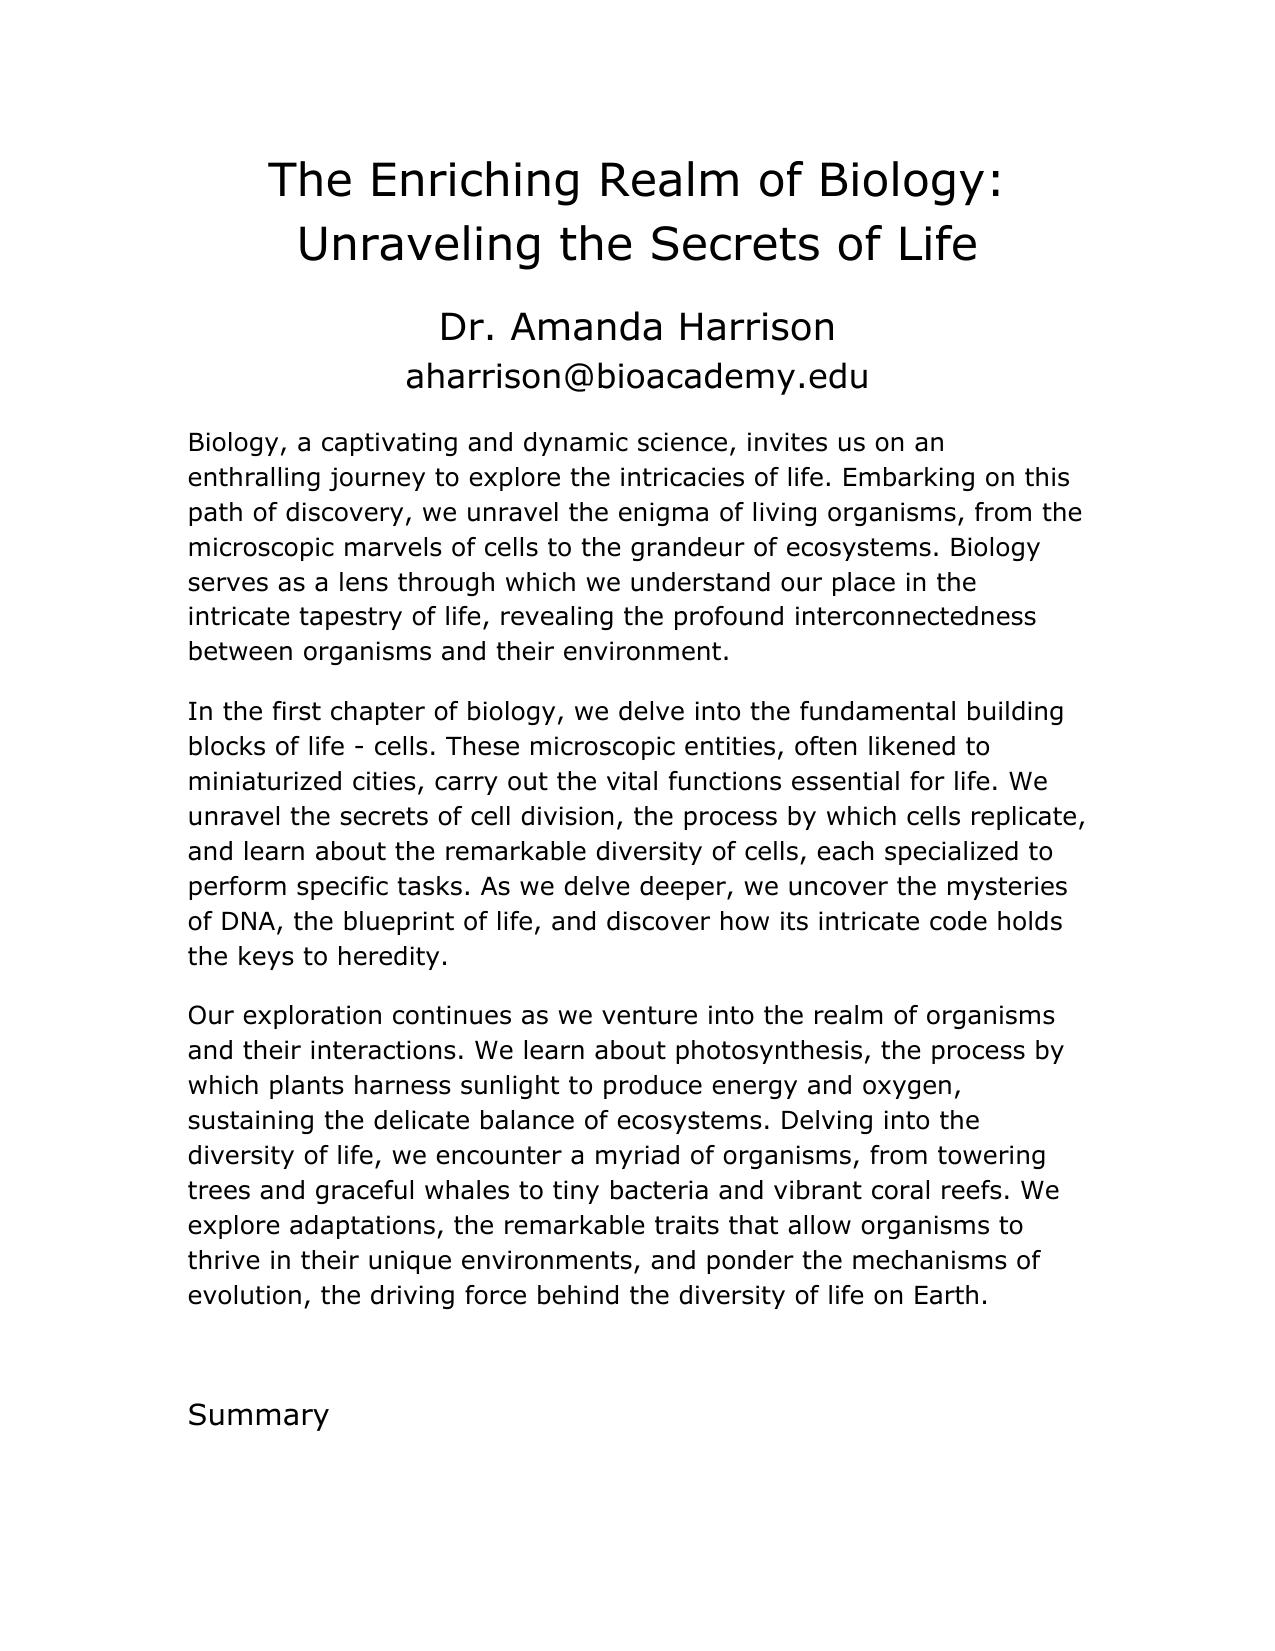 The Enriching Realm of Biology:
Unraveling the Secrets of Life
Dr. Amanda Harrison
aharrison@bioacademy.edu
Biology, a captivating and dynamic science, invites us on an
enthralling journey to explore the intricacies of life. Embarking on this
path of discovery, we unravel the enigma of living organisms, from the
microscopic marvels of cells to the grandeur of ecosystems. Biology
serves as a lens through which we understand our place in the
intricate tapestry of life, revealing the profound interconnectedness
between organisms and their environment.
In the first chapter of biology, we delve into the fundamental building
blocks of life - cells. These microscopic entities, often likened to
miniaturized cities, carry out the vital functions essential for life. We
unravel the secrets of cell division, the process by which cells replicate,
and learn about the remarkable diversity of cells, each specialized to
perform specific tasks. As we delve deeper, we uncover the mysteries
of DNA, the blueprint of life, and discover how its intricate code holds
the keys to heredity.
Our exploration continues as we venture into the realm of organisms
and their interactions. We learn about photosynthesis, the process by
which plants harness sunlight to produce energy and oxygen,
sustaining the delicate balance of ecosystems. Delving into the
diversity of life, we encounter a myriad of organisms, from towering
trees and graceful whales to tiny bacteria and vibrant coral reefs. We
explore adaptations, the remarkable traits that allow organisms to
thrive in their unique environments, and ponder the mechanisms of
evolution, the driving force behind the diversity of life on Earth.
Summary